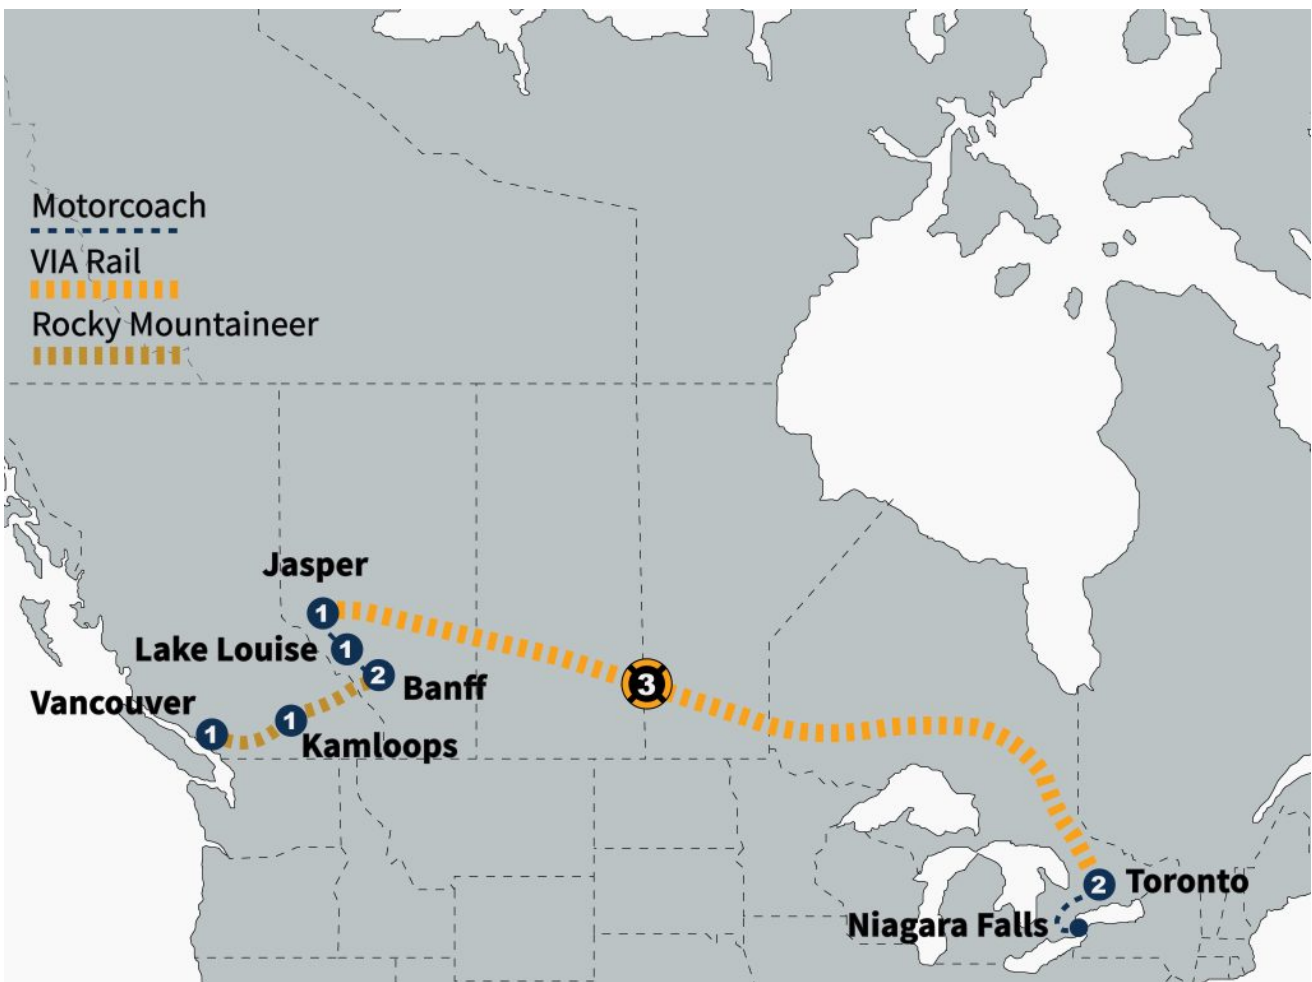 Motorcoach
VIA Rail
Rocky Mountaineer
Jasper
1
Lake Louise 1
2
Banff
Vancouver
1
1
Kamloops
3
2 Toronto
Niagara Falls